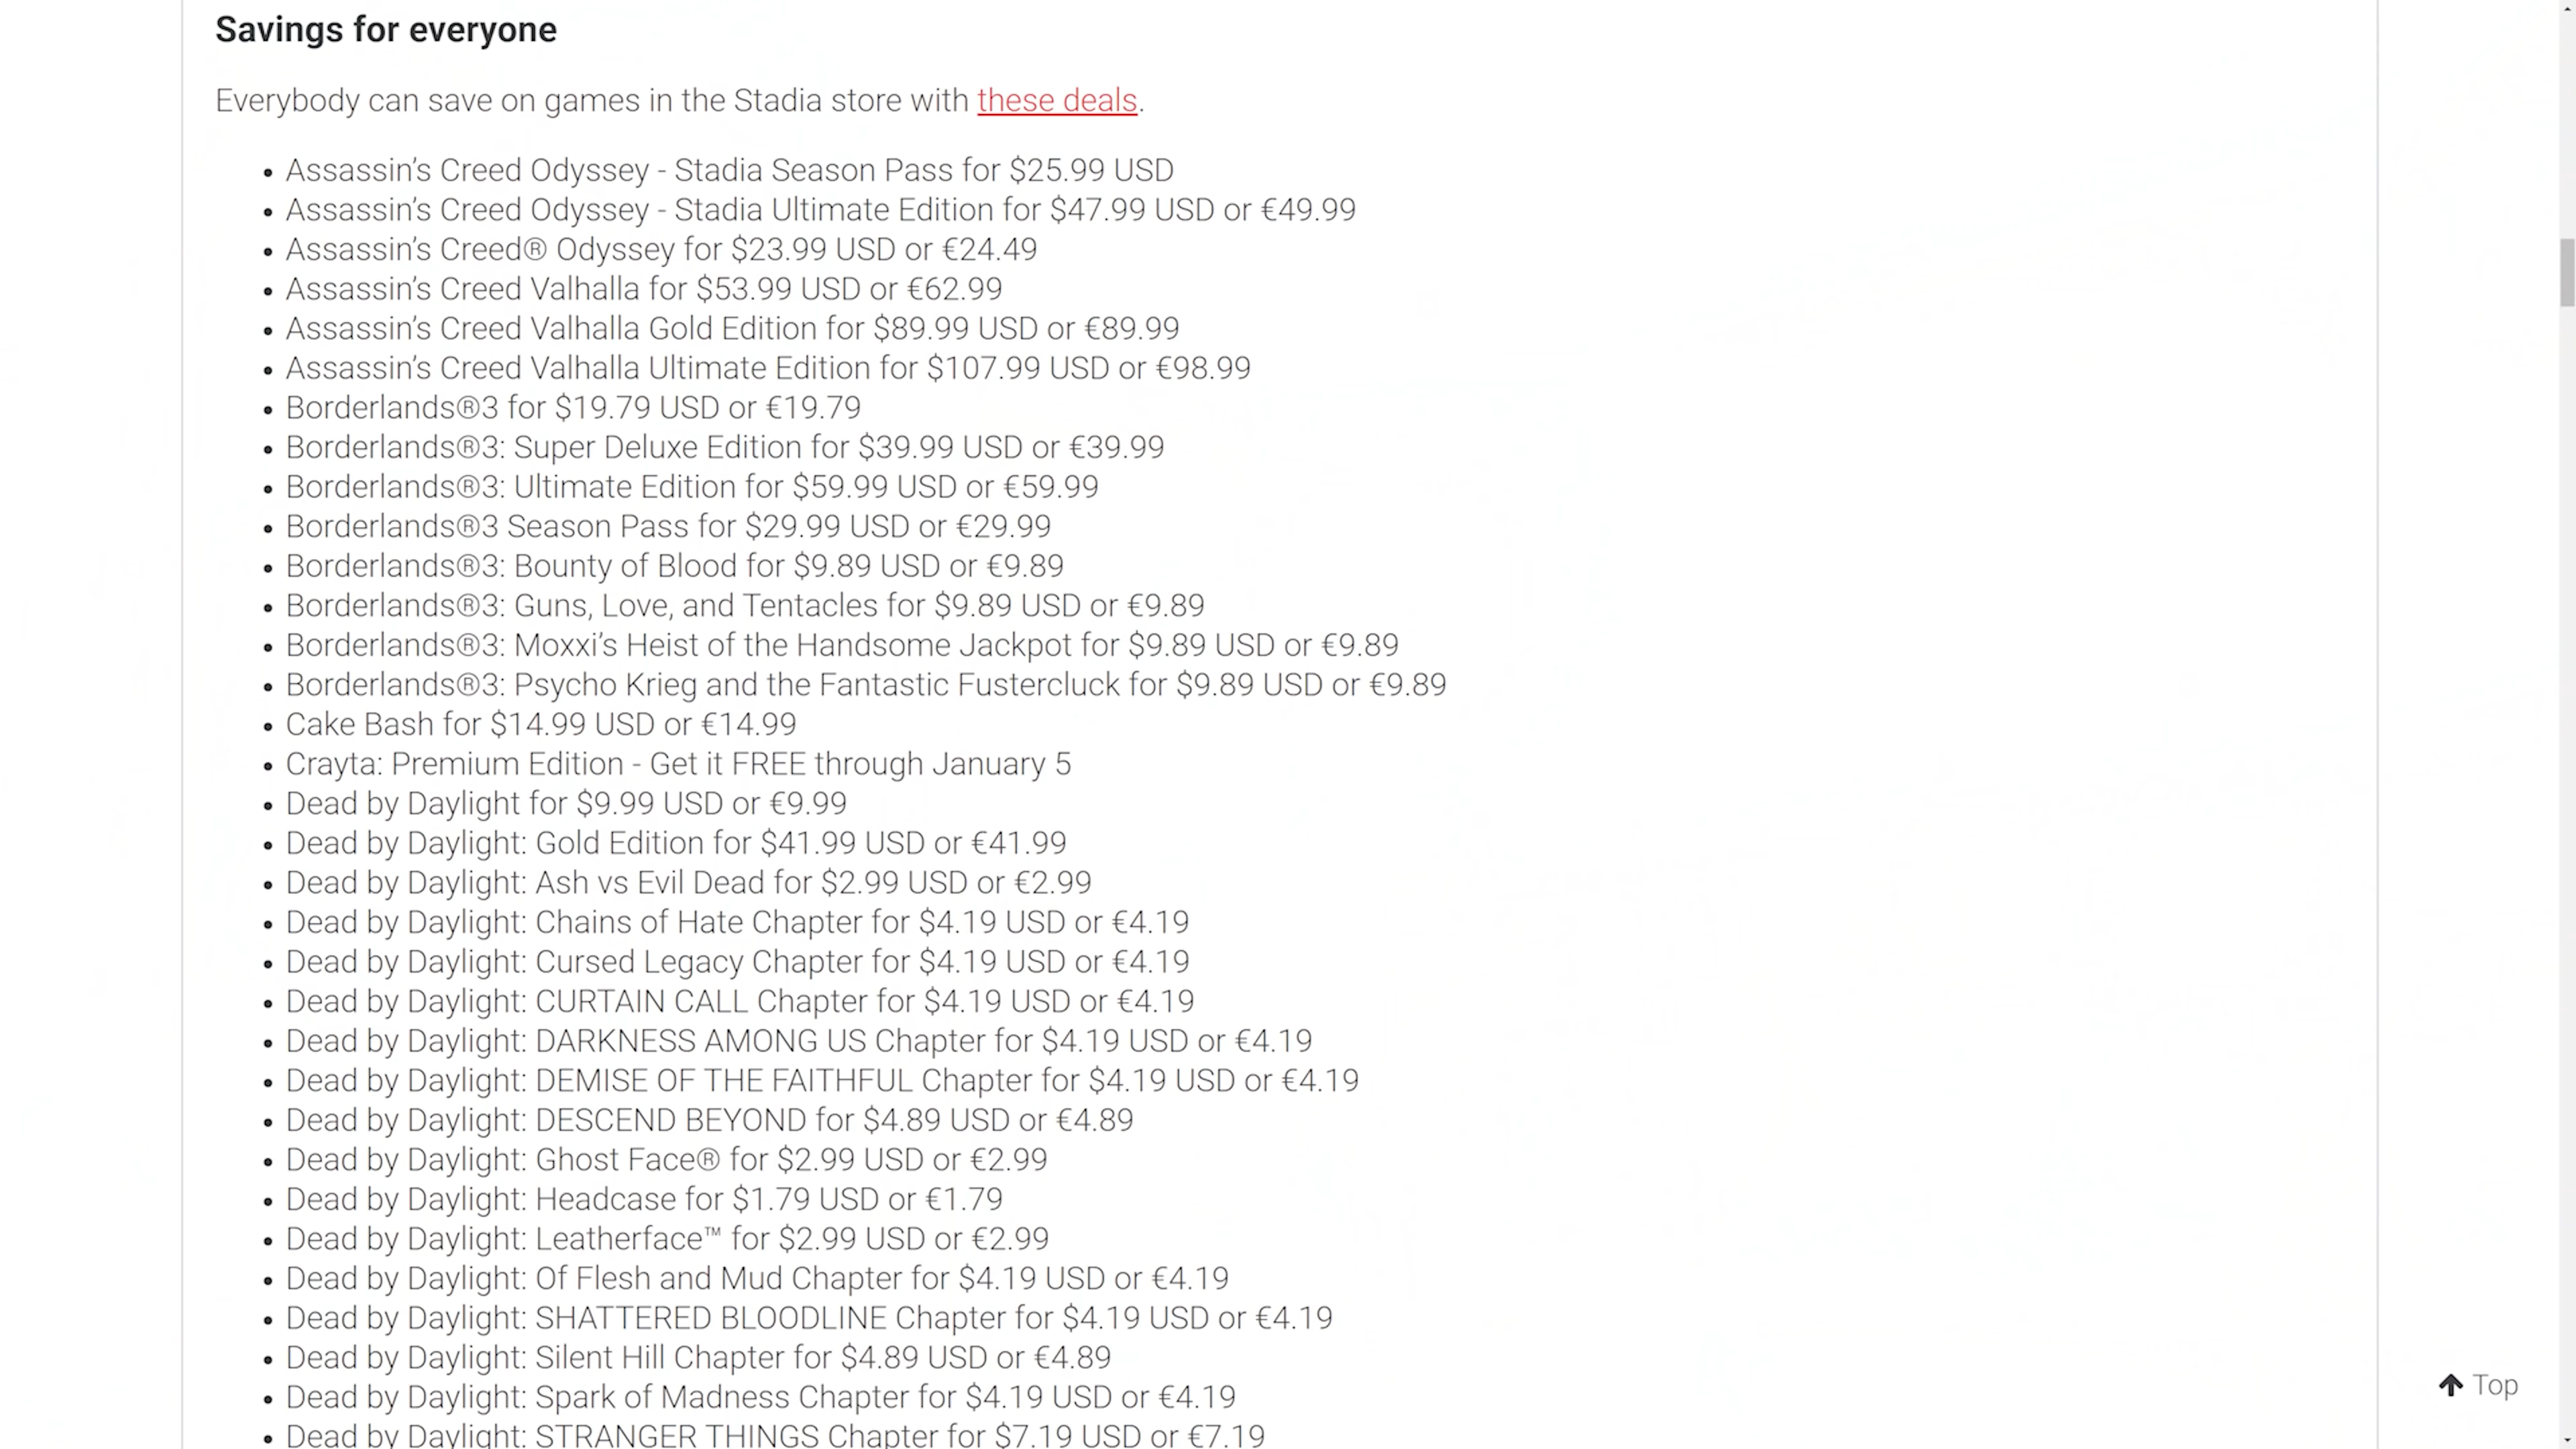 Savings for everyone
Everybody can save on games in the Stadia store with these deals.
• Assassin’s Creed Odyssey - Stadia Season Pass for $25.99 USD
• Assassin’s Creed Odyssey - Stadia Ultimate Edition for $47.99 USD or €49.99
• Assassin’s Creed® Odyssey for $23.99 USD or €24.49
• Assassin’s Creed Valhalla for $53.99 USD or €62.99
• Assassin’s Creed Valhalla Gold Edition for $89.99 USD or €89.99
• Assassin’s Creed Valhalla Ultimate Edition for $107.99 USD or €98.99
• Borderlands®3 for $19.79 USD or €19.79
• Borderlands®3: Super Deluxe Edition for $39.99 USD or €39.99
• Borderlands®3: Ultimate Edition for $59.99 USD or €59.99
• Borderlands®3 Season Pass for $29.99 USD or €29.99
• Borderlands®3: Bounty of Blood for $9.89 USD or €9.89
• Borderlands®3: Guns, Love, and Tentacles for $9.89 USD or €9.89
• Borderlands®3: Moxxi’s Heist of the Handsome Jackpot for $9.89 USD or €9.89
• Borderlands®3: Psycho Krieg and the Fantastic Fustercluck for $9.89 USD or €9.89
• Cake Bash for $14.99 USD or €14.99
• Crayta: Premium Edition - Get it FREE through January 5
• Dead by Daylight for $9.99 USD or €9.99
• Dead by Daylight: Gold Edition for $41.99 USD or €41.99
• Dead by Daylight: Ash vs Evil Dead for $2.99 USD or €2.99
• Dead by Daylight: Chains of Hate Chapter for $4.19 USD or €4.19
• Dead by Daylight: Cursed Legacy Chapter for $4.19 USD or €4.19
• Dead by Daylight: CURTAIN CALL Chapter for $4.19 USD or €4.19
• Dead by Daylight: DARKNESS AMONG US Chapter for $4.19 USD or €4.19
• Dead by Daylight: DEMISE OF THE FAITHFUL Chapter for $4.19 USD or €4.19
• Dead by Daylight: DESCEND BEYOND for $4.89 USD or €4.89
• Dead by Daylight: Ghost Face® for $2.99 USD or €2.99
• Dead by Daylight: Headcase for $1.79 USD or €1.79
• Dead by Daylight: Leatherface™ for $2.99 USD or €2.99
• Dead by Daylight: Of Flesh and Mud Chapter for $4.19 USD or €4.19
• Dead by Daylight: SHATTERED BLOODLINE Chapter for $4.19 USD or €4.19
• Dead by Daylight: Silent Hill Chapter for $4.89 USD or €4.89
• Dead by Daylight: Spark of Madness Chapter for $4.19 USD or €4.19
• Dead by Daylight: STRANGER THINGS Chapter for $7.19 USD or €7.19
Top